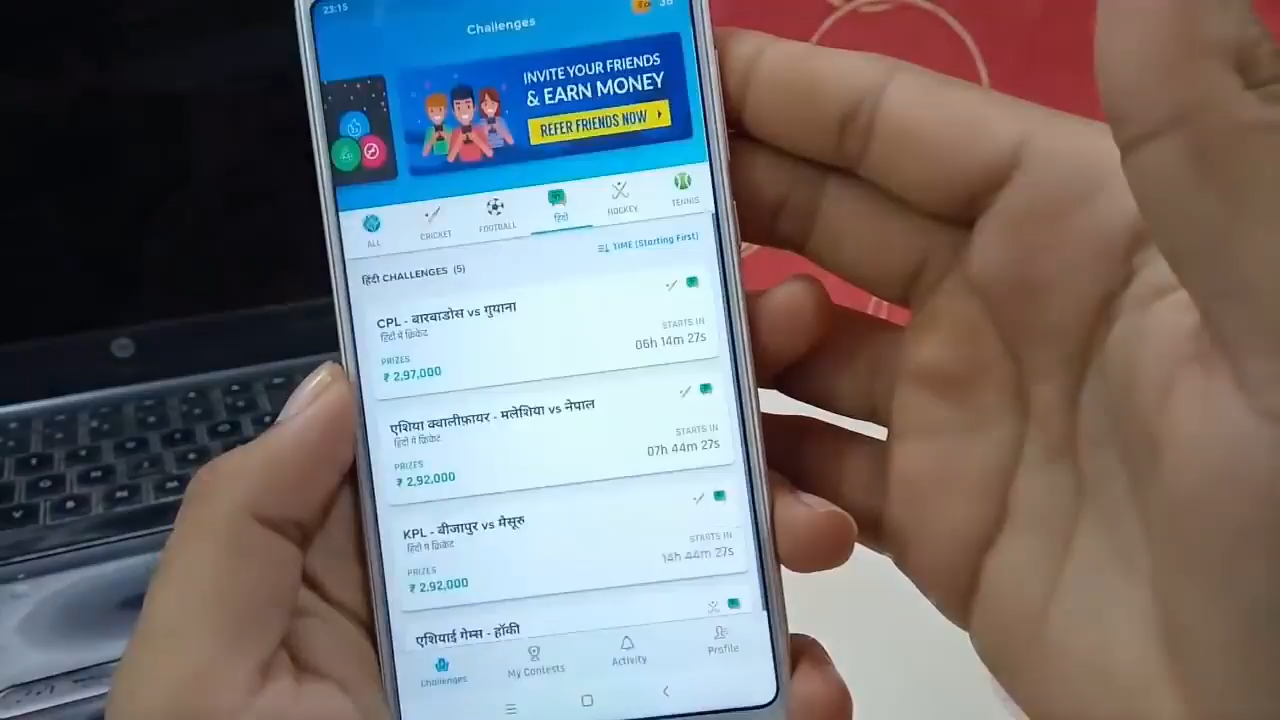 23:15
Challenges
INVITE YOUR FRIENDS
& EARN MONEY
REFER FRIENDS NOW
ALL
CRICKET
FOOTBALL
हिंदी
HOCKEY
TENNIS
TIME (Starting First)
हिंदी CHALLENGES (5)
CPL - बारबाडोस vs गुयाना
हिंदी में क्रिकेट
STARTS IN
PRIZES
06h 14m 27s
₹ 2,97,000
एशिया क्वालीफ़ायर - मलेशिया vs नेपाल
हिंदी में क्रिकेट
STARTS IN
PRIZES
07h 44m 27s
₹ 2,92,000
KPL - बीजापुर vs मैसूरु
हिंदी में क्रिकेट
STARTS IN
PRIZES
14h 44m 27s
₹ 2,92,000
एशियाई गेम्स - हॉकी
Challenges
My Contests
Activity
Profile